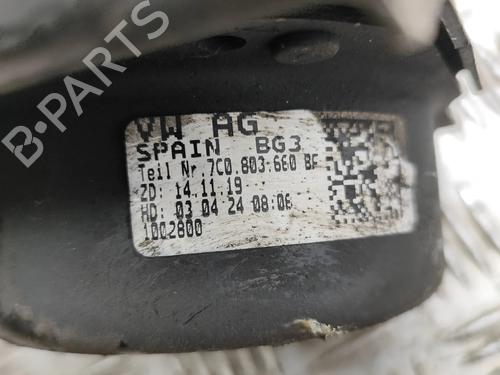 VW AG
SPAIN BG3
Teil Nr. 7C0.803.660 BF
ZD: 14.11.19
HD: 03 04 24 08:08
1002800
B-PARTS